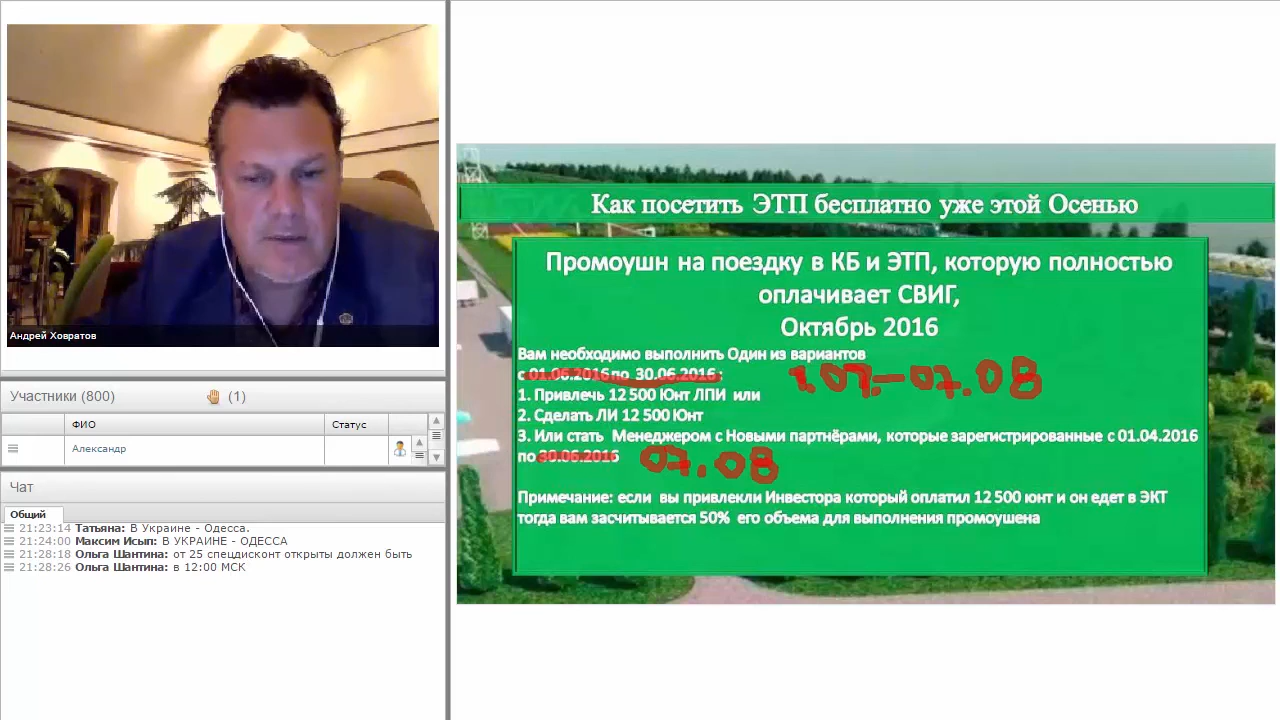 Андрей Ховратов
Участники (800)
(1)
ФИО
Статус
Александр
Чат
Общий
21:23:14 Татьяна: В Украине - Одесса.
21:24:00 Максим Исып: В УКРАИНЕ - ОДЕССА
21:28:18 Ольга Шантина: от 25 спецдисконт открыты должен быть
21:28:26 Ольга Шантина: в 12:00 МСК
Как посетить ЭТП бесплатно уже этой Осенью
Промоушн на поездку в КБ и ЭТП, которую полностью
оплачивает СВИГ,
Октябрь 2016
Вам необходимо выполнить Один из вариантов
с 01.06.2016 по 30.06.2016 : 1.07.-07.08
1. Привлечь 12 500 Юнт ЛПИ или
2. Сделать ЛИ 12 500 Юнт
3. Или стать Менеджером с Новыми партнёрами, которые зарегистрированные с 01.04.2016
по 30.06.2016 07.08
Примечание: если вы привлекли Инвестора который оплатил 12 500 юнт и он едет в ЭКТ
тогда вам засчитывается 50% его объема для выполнения промоушена